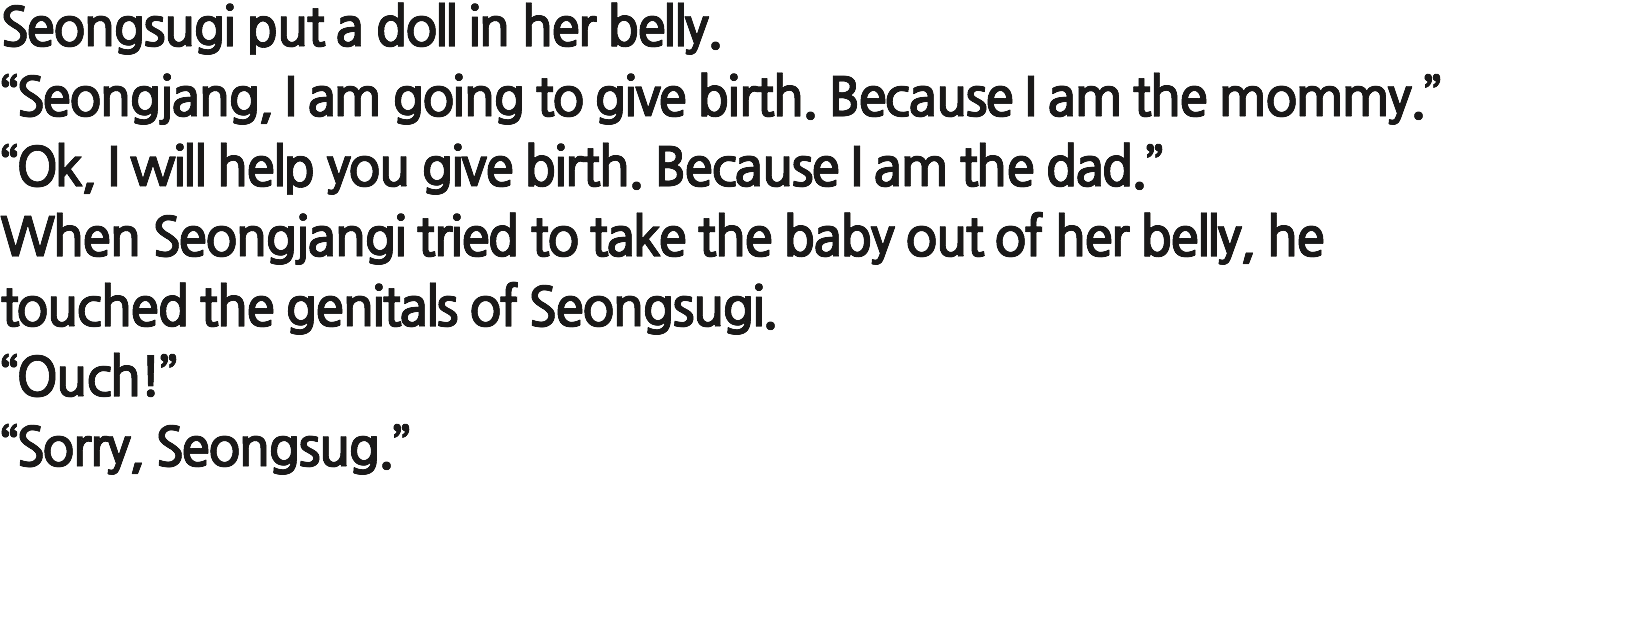 Seongsugi put a doll in her belly.
“Seongjang, I am going to give birth. Because I am the mommy.”
“Ok, I will help you give birth. Because I am the dad.”
When Seongjangi tried to take the baby out of her belly, he
touched the genitals of Seongsugi.
“Ouch!”
“Sorry, Seongsug.”